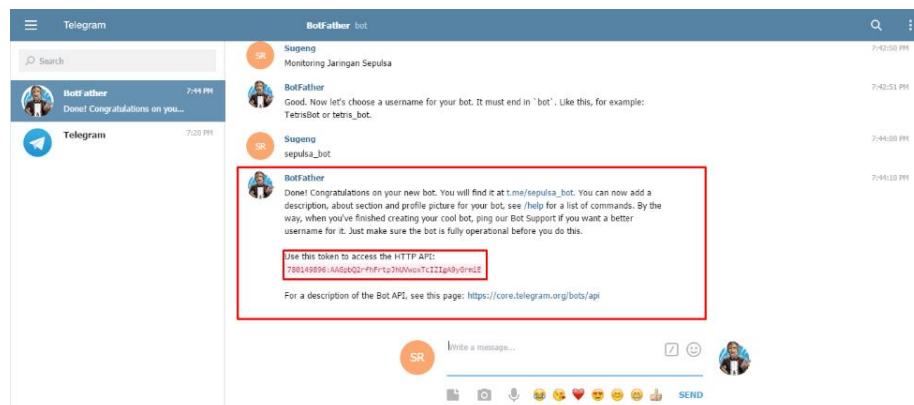 Telegram
BotFather bot
Search
BotFather 7:44 PM
Done! Congratulations on you...
Telegram 7:20 PM
SR
Sugeng 7:42:50 PM
Monitoring Jaringan Sepulsa
BotFather 7:42:51 PM
Good. Now let's choose a username for your bot. It must end in `bot`. Like this, for example:
TetrisBot or tetris_bot.
SR
Sugeng 7:44:08 PM
sepulsa_bot
BotFather 7:44:10 PM
Done! Congratulations on your new bot. You will find it at t.me/sepulsa_bot. You can now add a
description, about section and profile picture for your bot, see /help for a list of commands. By the
way, when you've finished creating your cool bot, ping our Bot Support if you want a better
username for it. Just make sure the bot is fully operational before you do this.
Use this token to access the HTTP API:
For a description of the Bot API, see this page: https://core.telegram.org/bots/api
SR
Write a message...
SEND